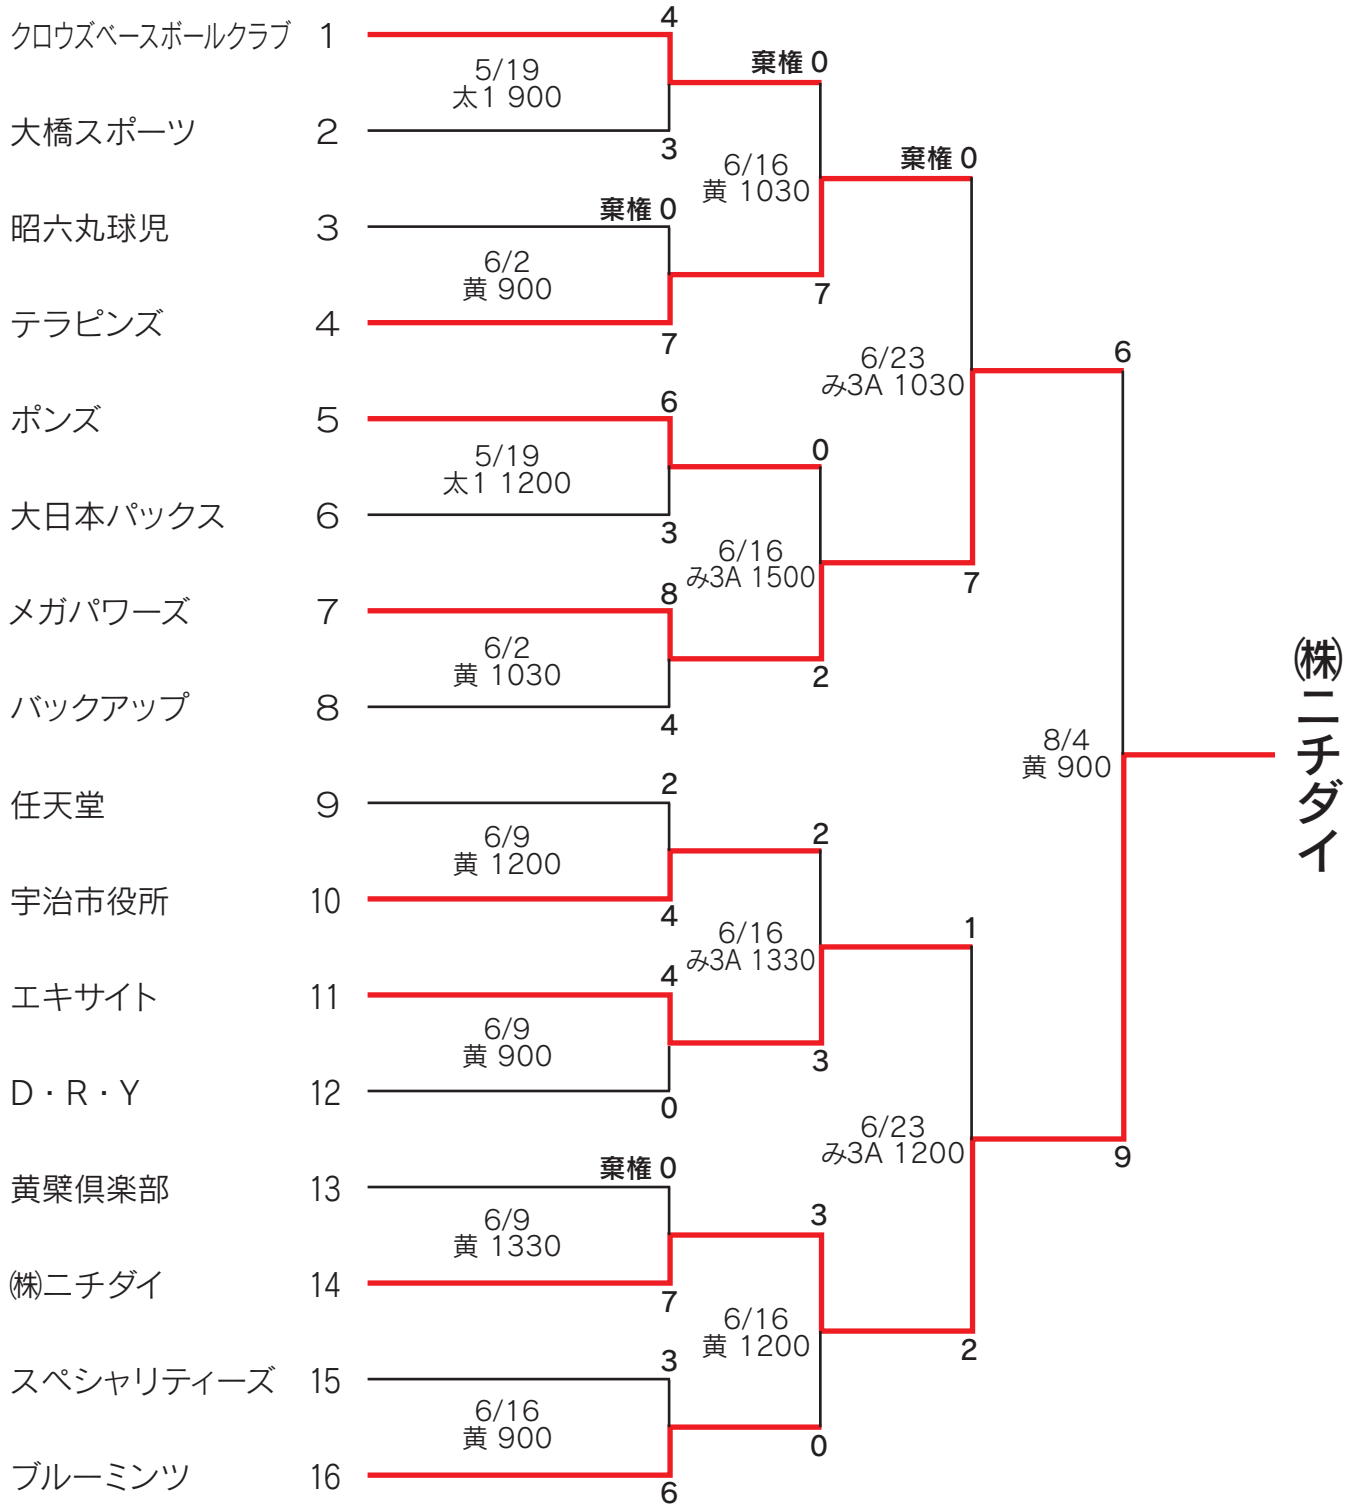 クロウズベースボールクラブ 1
大橋スポーツ 2
昭六丸球児 3
テラピンズ 4
ポンズ 5
大日本パックス 6
メガパワーズ 7
バックアップ 8
任天堂 9
宇治市役所 10
エキサイト 11
D・R・Y 12
黄檗倶楽部 13
㈱ニチダイ 14
スペシャリティーズ 15
ブルーミンツ 16
4
5/19
太1 900
3
棄権 0
6/2
黄 900
7
6
5/19
太1 1200
3
8
6/2
黄 1030
4
2
6/9
黄 1200
4
4
6/9
黄 900
0
棄権 0
6/9
黄 1330
7
3
6/16
黄 900
6
棄権 0
6/16
黄 1030
7
0
6/16
み3A 1500
2
2
6/16
み3A 1330
3
3
6/16
黄 1200
0
棄権 0
6/23
み3A 1030
7
1
6/23
み3A 1200
2
6
8/4
黄 900
9
㈱ニチダイ